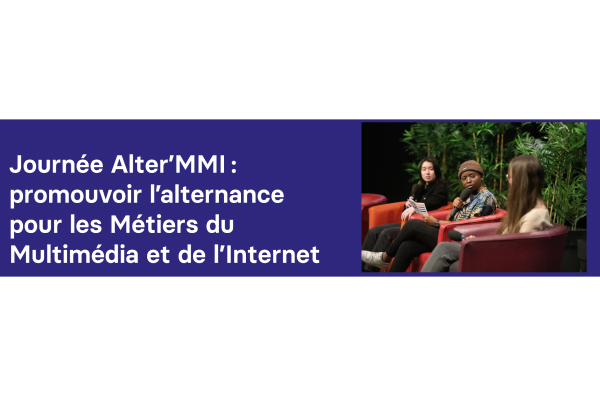 Journée Alter’MMI :
promouvoir l’alternance
pour les Métiers du
Multimédia et de l’Internet